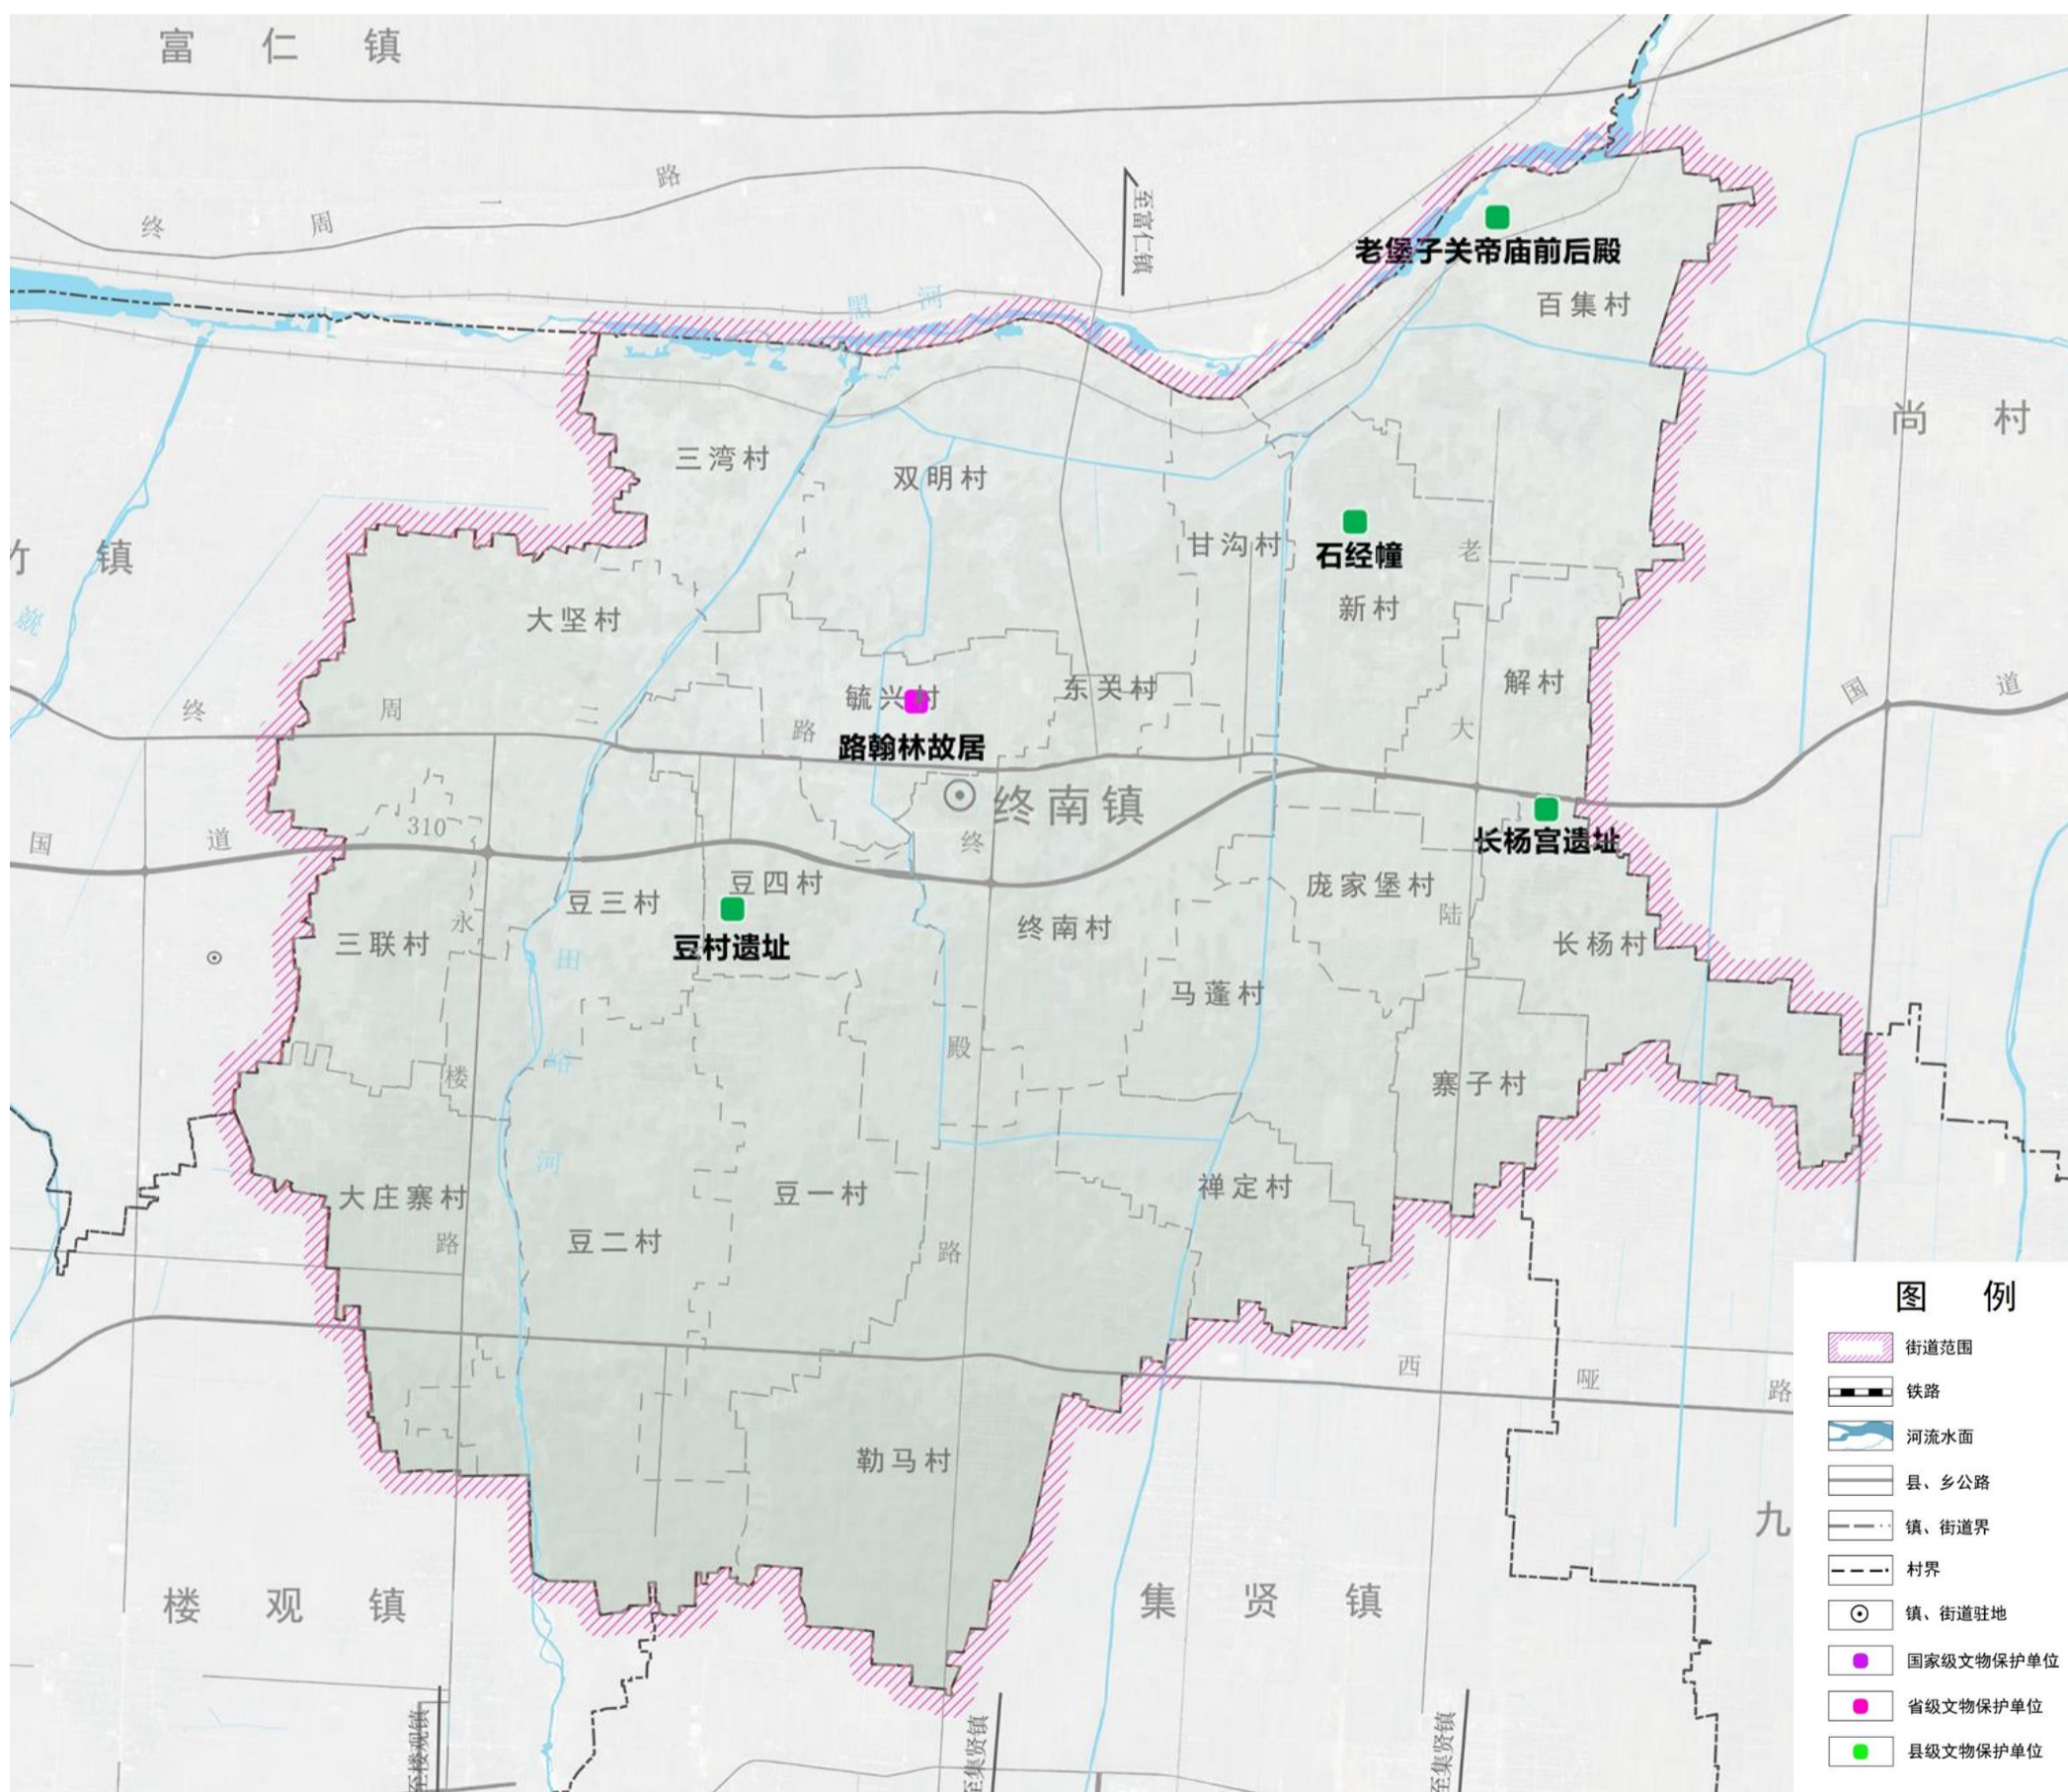 富仁镇
终周一路
至富仁镇
黑河
老堡子关帝庙前后殿
百集村
尚村
三湾村
双明村
甘沟村
石经幢
老
新村
竹镇
大坚村
解村
毓兴村
东关村
终周二路
路翰林故居
大
国道
终南镇
长杨宫遗址
310
国道
终
豆三村
豆四村
庞家堡村
三联村
永
豆村遗址
终南村
陆
长杨村
田
马蓬村
殿
楼
峪
寨子村
河
大庄寨村
豆一村
禅定村
豆二村
路
路
西哑路
勒马村
九
楼观镇
集贤镇
至楼观镇
至集贤镇
至集贤镇
图例
街道范围
铁路
河流水面
县、乡公路
镇、街道界
村界
镇、街道驻地
国家级文物保护单位
省级文物保护单位
县级文物保护单位